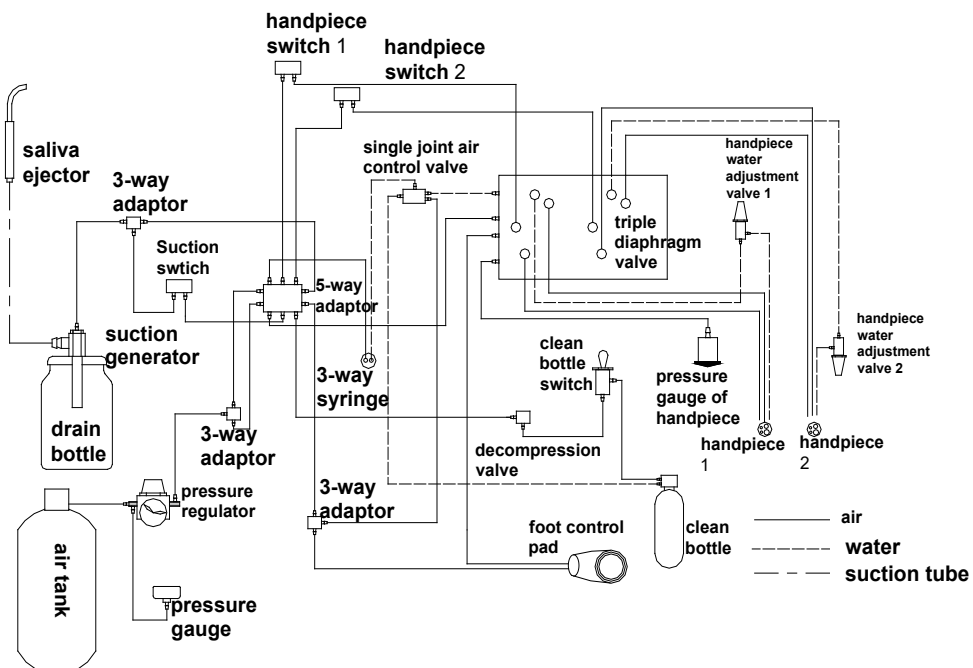 handpiece
switch 1
handpiece
switch 2
saliva
ejector
3-way
adaptor
single joint air
control valve
handpiece
water
adjustment
valve 1
triple
diaphragm
valve
Suction
swtich
5-way
adaptor
suction
generator
3-way
syringe
clean
bottle
switch
pressure
gauge of
handpiece
handpiece
water
adjustment
valve 2
drain
bottle
3-way
adaptor
decompression
valve
handpiece
1
handpiece
2
pressure
regulator
3-way
adaptor
foot control
pad
clean
bottle
air tank
pressure
gauge
air
water
suction tube